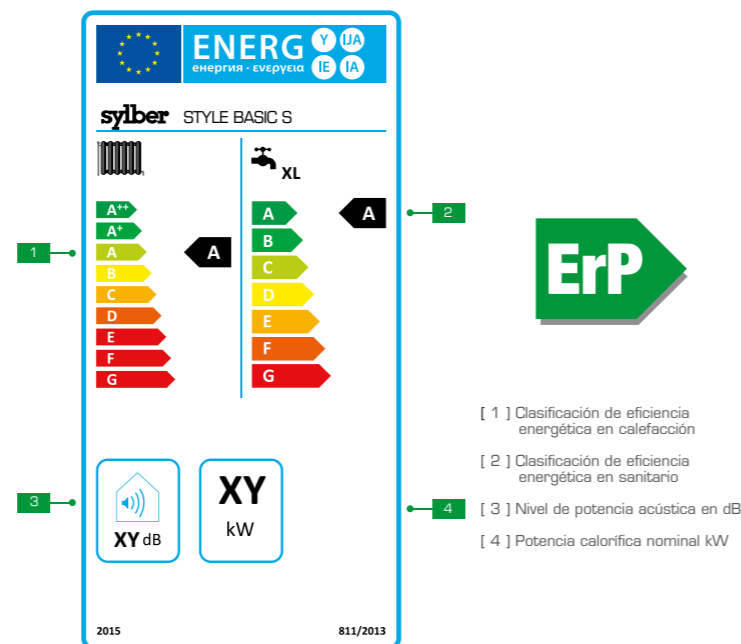 ENERG Y IJA
енергия · ενεργεια IE IA
sylber STYLE BASIC S
XL
A++
A+
A
B
C
D
E
F
G
A
A
B
C
D
E
F
G
A
1
2
ErP
[ 1 ] Clasificación de eficiencia
energética en calefacción
[ 2 ] Clasificación de eficiencia
energética en sanitario
[ 3 ] Nivel de potencia acústica en dB
[ 4 ] Potencia calorífica nominal kW
3
XY dB
XY
kW
4
2015
811/2013